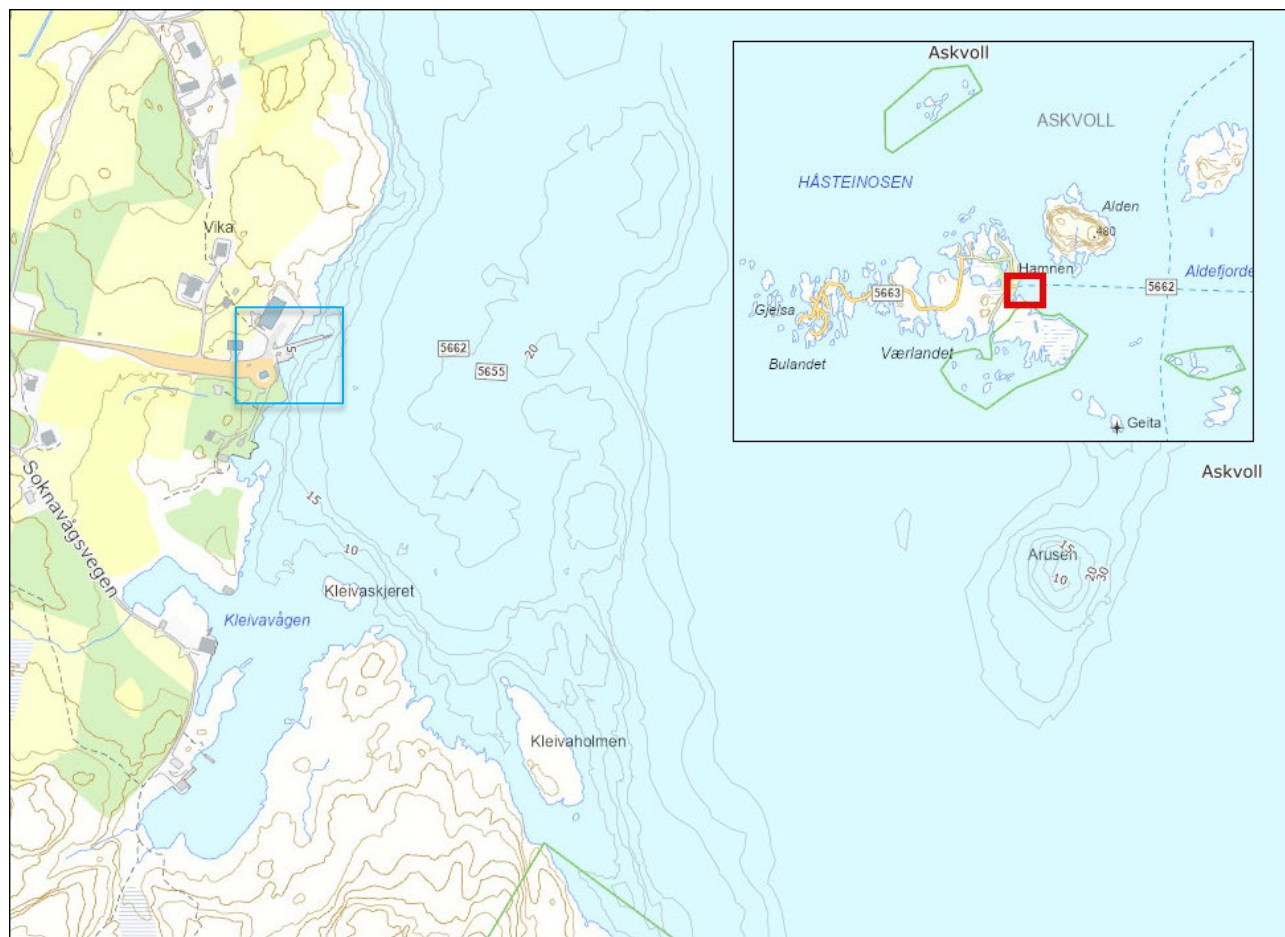 Askvoll
ASKVOLL
HÅSTEINOSEN
Alden
480
Hamnen
Aldefjorde
5663
5662
Gjelsa
Værlandet
Bulandet
Geita
Vika
5
5662
5655
20
Askvoll
Soknavågsvegen
15
10
Arusen
15
10
20
30
Kleivaskjeret
Kleivavågen
Kleivaholmen